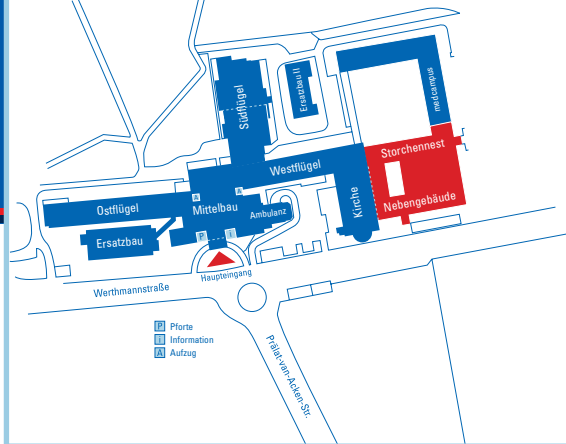 Südflügel
Ersatzbau II
medcampus
Storchennest
Westflügel
Nebengebäude
Kirche
Ostflügel
Mittelbau
Ambulanz
A
A
Ersatzbau
P
i
Haupteingang
Werthmannstraße
Prälat-van-Acken-Str.
P Pforte
i Information
A Aufzug